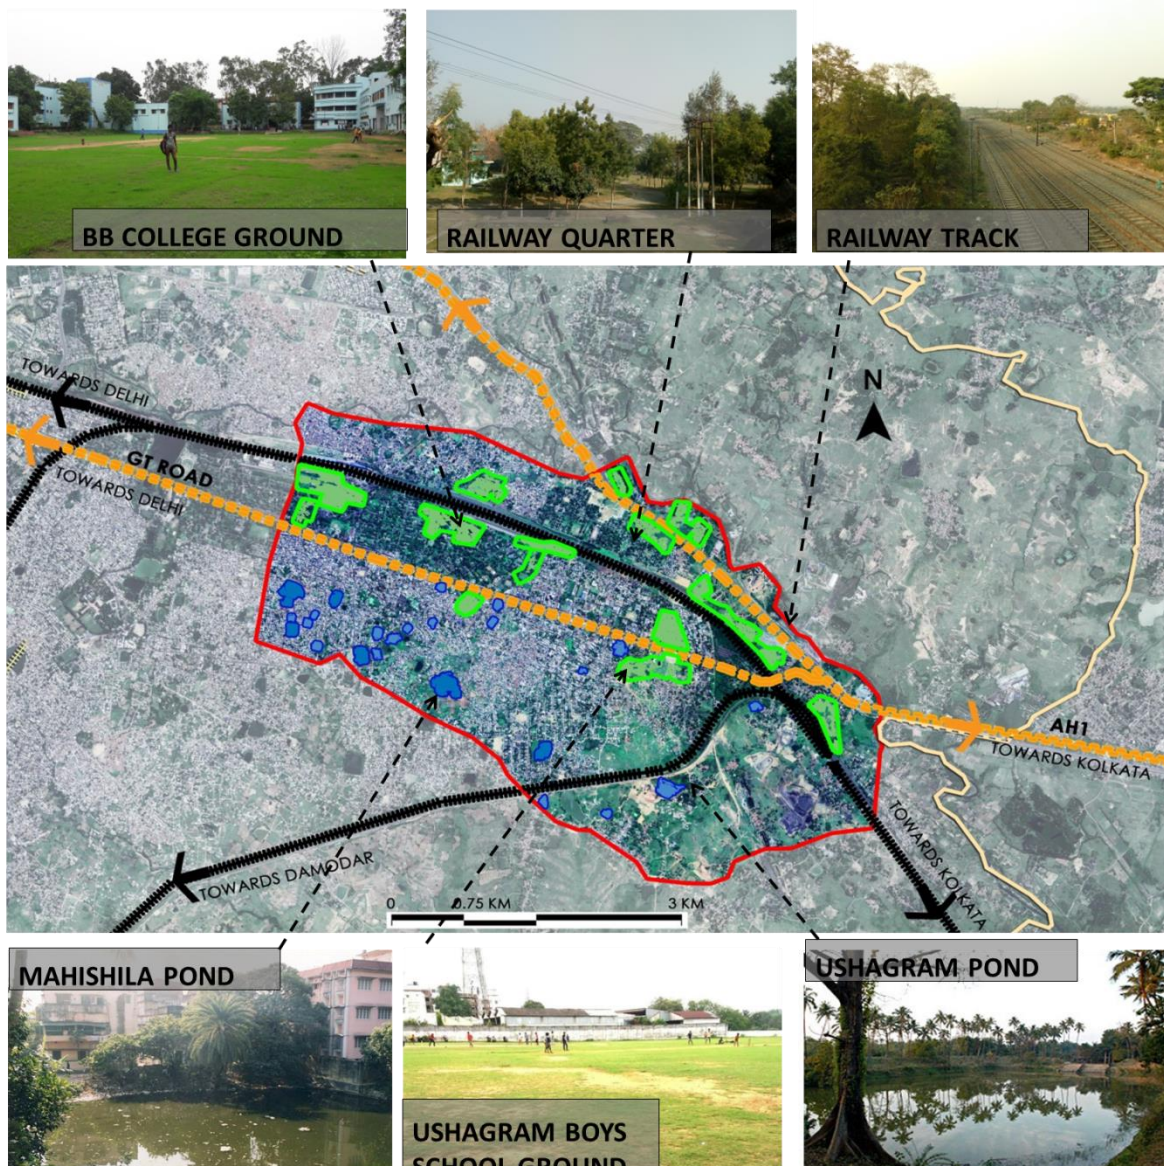 BB COLLEGE GROUND
RAILWAY QUARTER
RAILWAY TRACK
TOWARDS DELHI
N
GT ROAD
TOWARDS DELHI
AH1
TOWARDS KOLKATA
TOWARDS KOLKATA
TOWARDS DAMODAR
0 0.75 KM 3 KM
MAHISHILA POND
USHAGRAM POND
USHAGRAM BOYS
SCHOOL GROUND